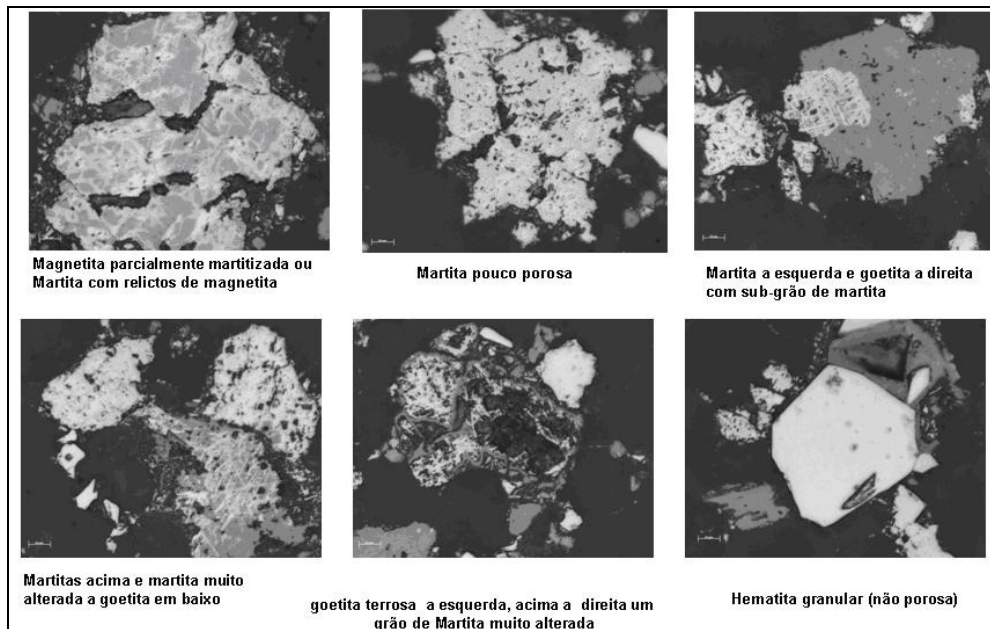 Magnetita parcialmente martitizada ou
Martita com relictos de magnetita
Martita pouco porosa
Martita a esquerda e goetita a direita
com sub-grão de martita
Martitas acima e martita muito
alterada a goetita em baixo
goetita terrosa a esquerda, acima a direita um
grão de Martita muito alterada
Hematita granular (não porosa)